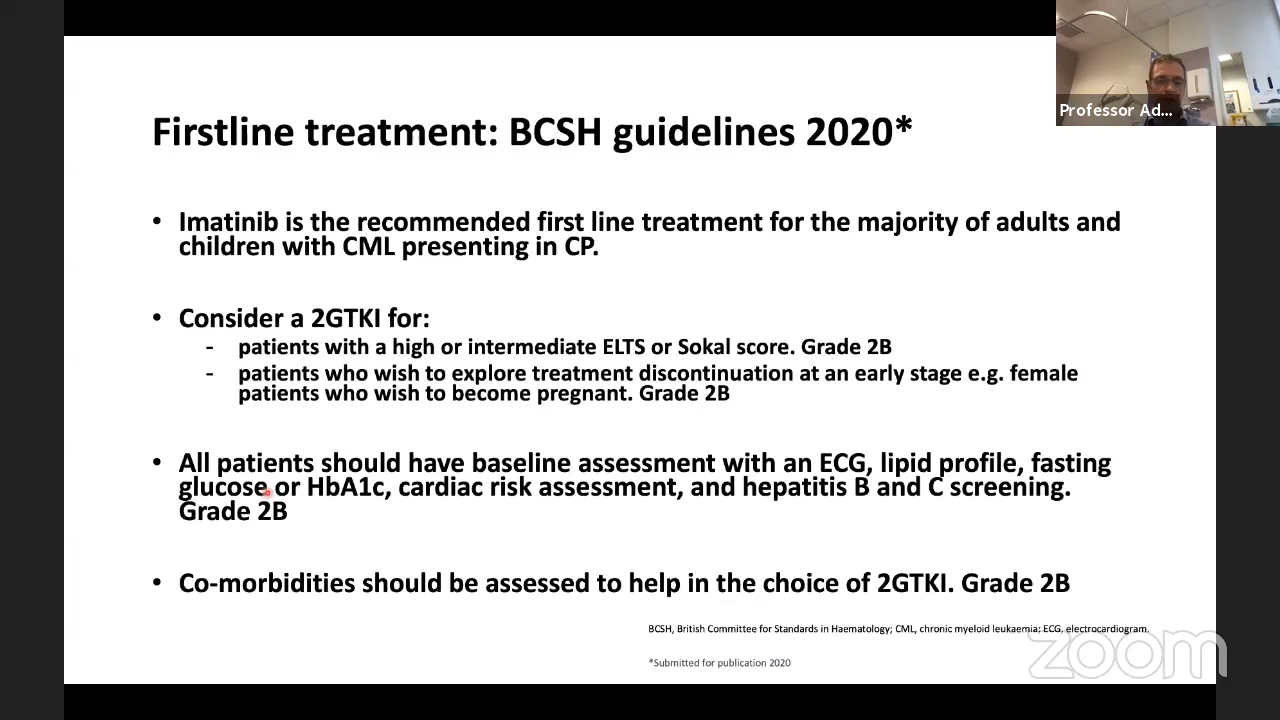 Professor Ad...
Firstline treatment: BCSH guidelines 2020*
• Imatinib is the recommended first line treatment for the majority of adults and
children with CML presenting in CP.
• Consider a 2GTKI for:
- patients with a high or intermediate ELTS or Sokal score. Grade 2B
- patients who wish to explore treatment discontinuation at an early stage e.g. female
patients who wish to become pregnant. Grade 2B
• All patients should have baseline assessment with an ECG, lipid profile, fasting
glucose or HbA1c, cardiac risk assessment, and hepatitis B and C screening.
Grade 2B
• Co-morbidities should be assessed to help in the choice of 2GTKI. Grade 2B
BCSH, British Committee for Standards in Haematology; CML, chronic myeloid leukaemia; ECG, electrocardiogram.
*Submitted for publication 2020
zoom